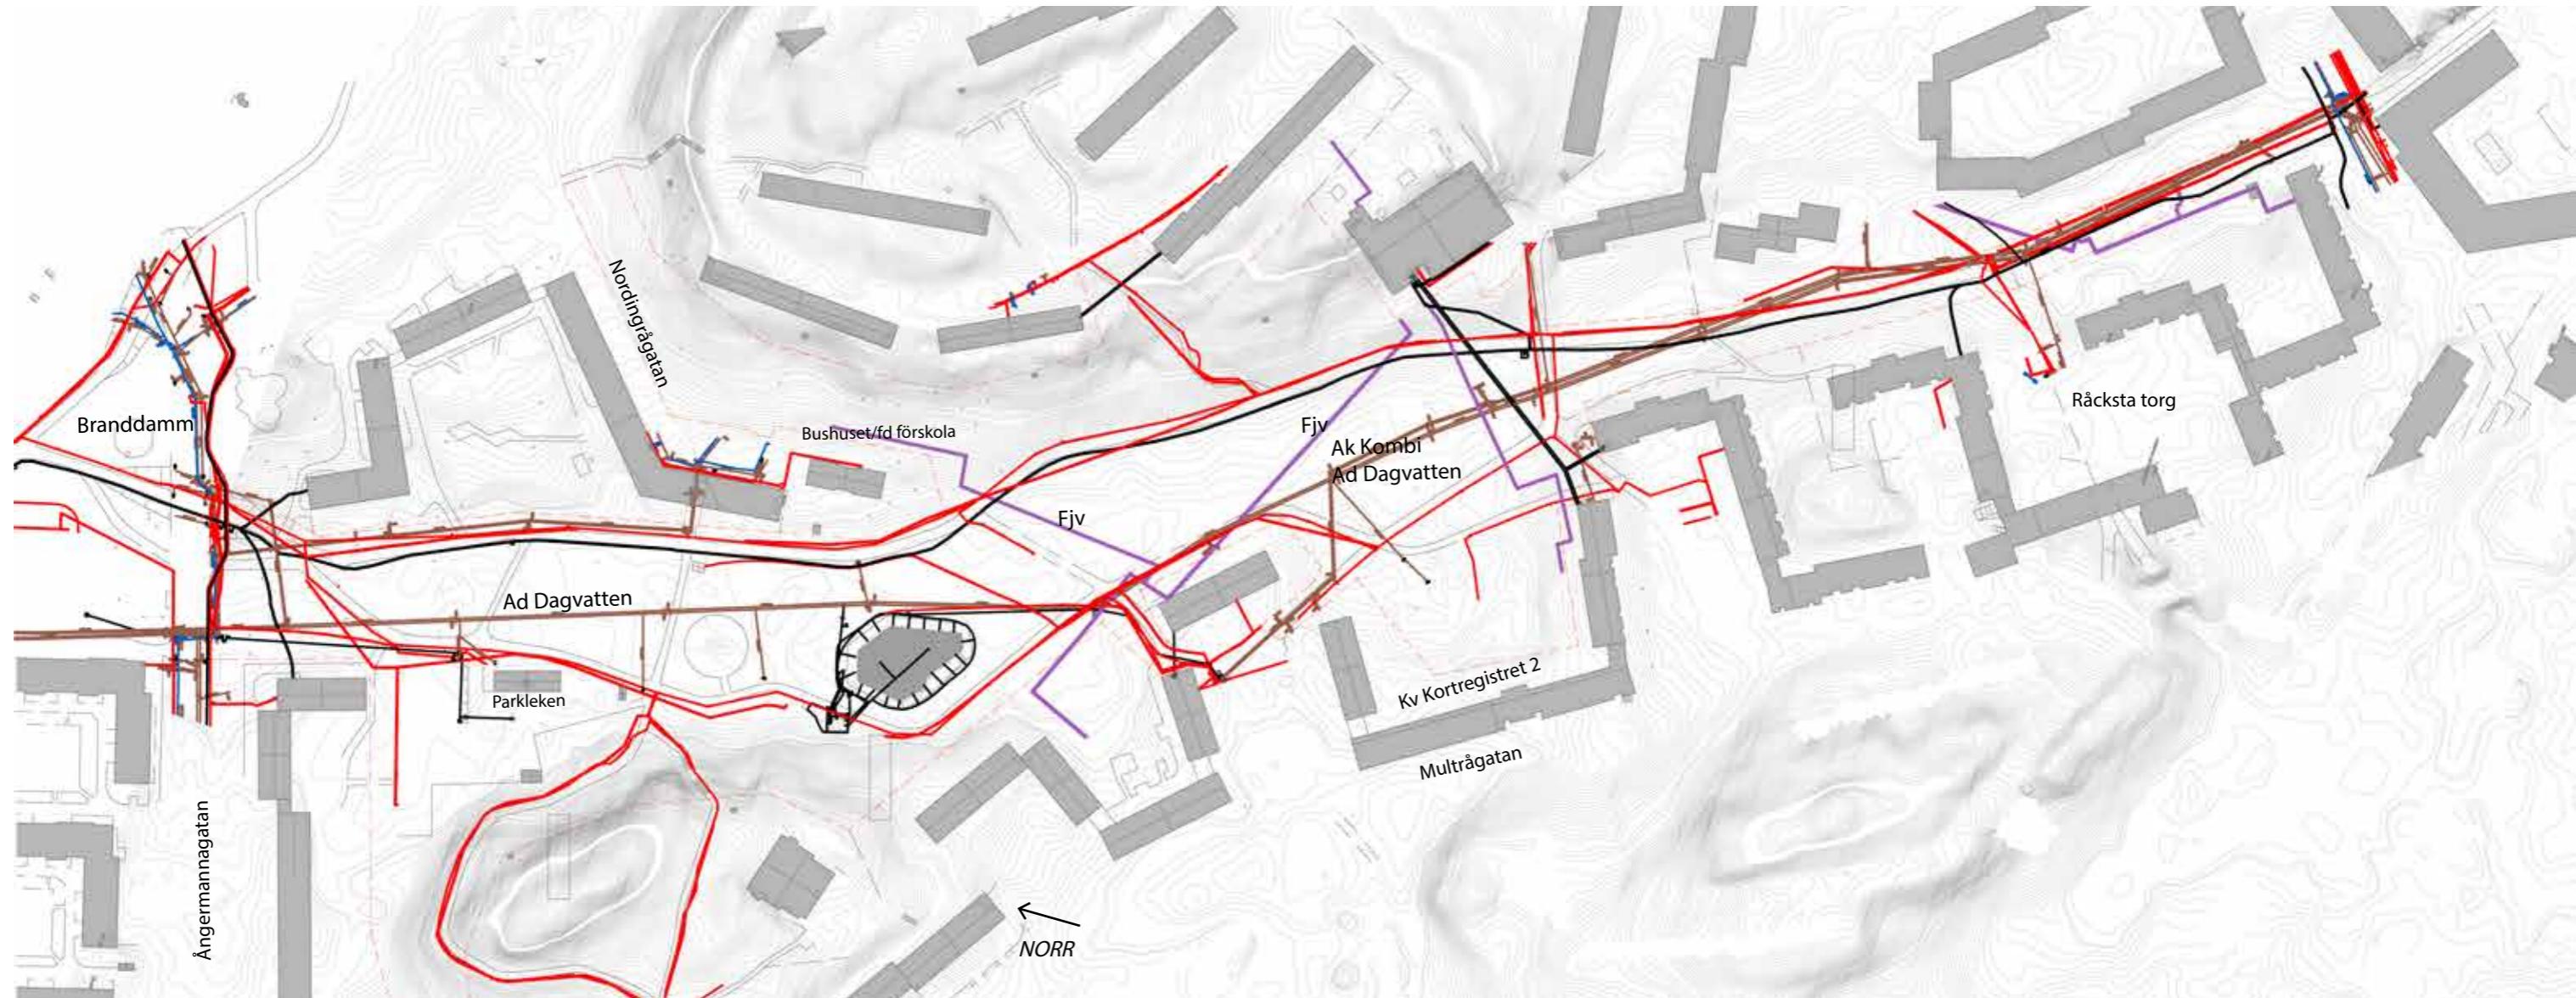 Nordingrågatan
Branddamm
Bushuset/fd förskola
Fjv
Ak Kombi
Ad Dagvatten
Råcksta torg
Fjv
Ad Dagvatten
Parkleken
Kv Kortregistret 2
Multrågatan
Ångermannagatan
NORR